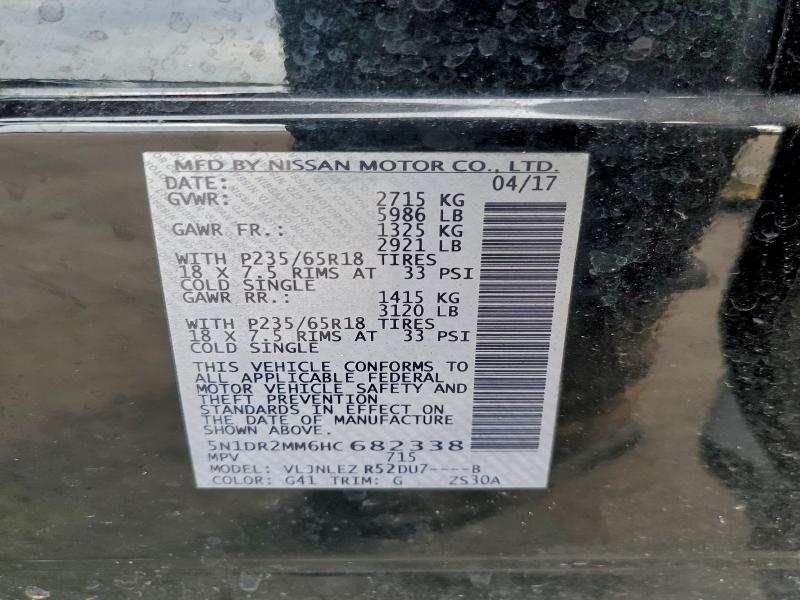 MFD BY NISSAN MOTOR CO., LTD.
DATE: 04/17
GVWR: 2715 KG
5986 LB
GAWR FR.: 1325 KG
2921 LB
WITH P235/65R18 TIRES
18 X 7.5 RIMS AT 33 PSI
COLD SINGLE
GAWR RR.: 1415 KG
3120 LB
WITH P235/65R18 TIRES
18 X 7.5 RIMS AT 33 PSI
COLD SINGLE
THIS VEHICLE CONFORMS TO
ALL APPLICABLE FEDERAL
MOTOR VEHICLE SAFETY AND
THEFT PREVENTION
STANDARDS IN EFFECT ON
THE DATE OF MANUFACTURE
SHOWN ABOVE.
5N1DR2MM6HC 682338
MPV 715
MODEL: VLJNLEZ R52DU7----B
COLOR: G41 TRIM: G ZS30A